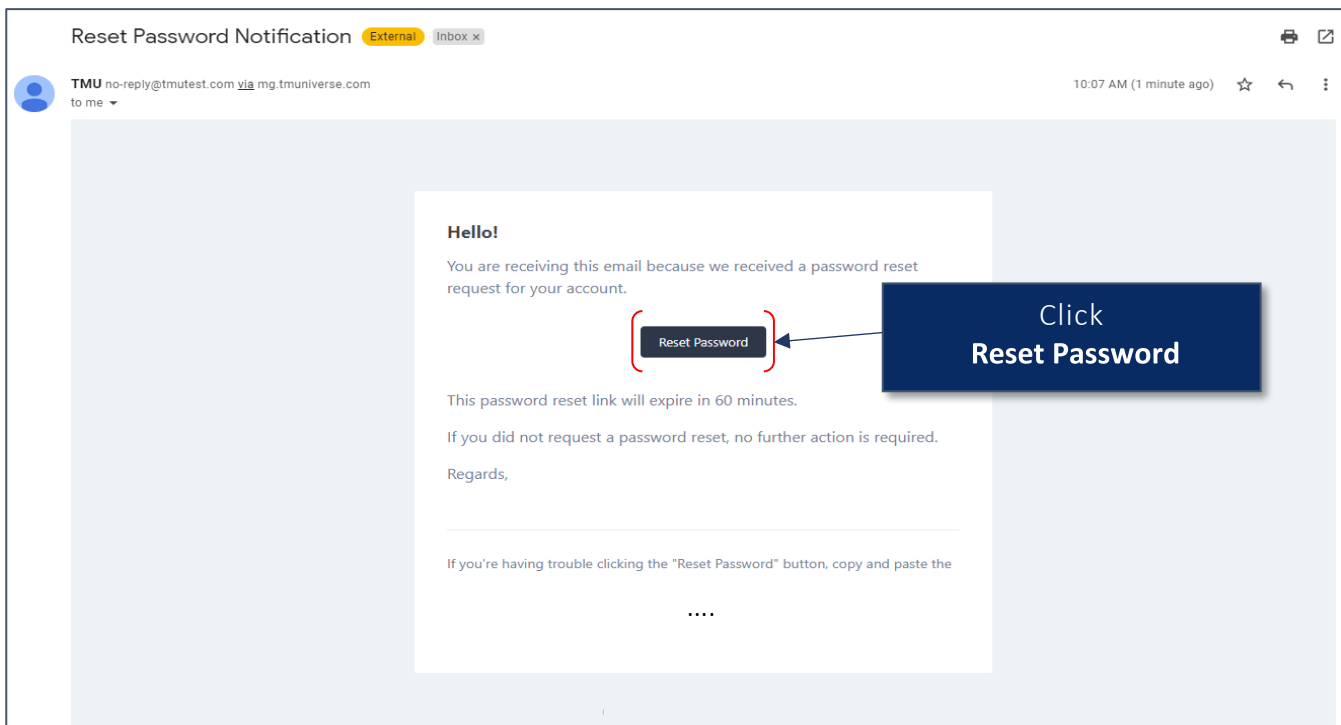 Reset Password Notification External Inbox x
TMU no-reply@tmutest.com via mg.tmuniverse.com 10:07 AM (1 minute ago)
to me
Hello!
You are receiving this email because we received a password reset
request for your account.
Click
Reset Password
Reset Password
This password reset link will expire in 60 minutes.
If you did not request a password reset, no further action is required.
Regards,
If you're having trouble clicking the "Reset Password" button, copy and paste the
....